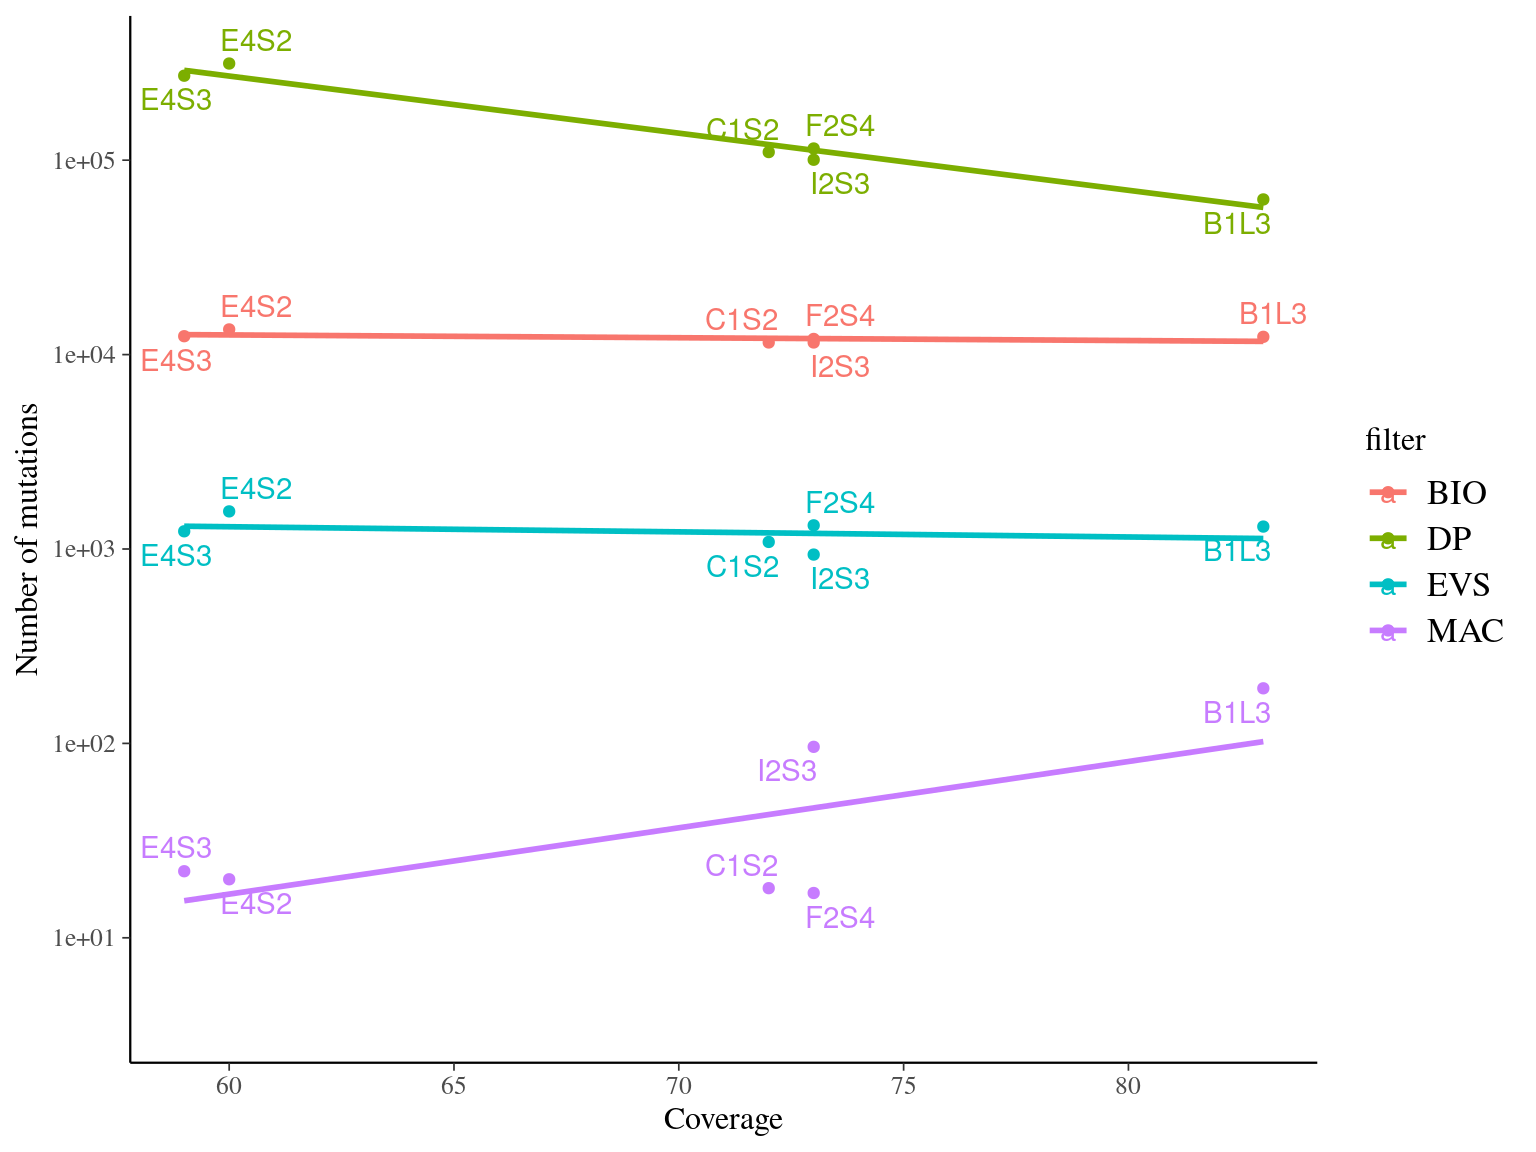 E4S2
E4S3
C1S2
F2S4
I2S3
B1L3
E4S2
E4S3
C1S2
F2S4
I2S3
B1L3
E4S2
E4S3
F2S4
C1S2
I2S3
B1L3
B1L3
I2S3
E4S3
E4S2
C1S2
F2S4
1e+05
1e+04
1e+03
1e+02
1e+01
Number of mutations
60 65 70 75 80
Coverage
filter
a BIO
a DP
a EVS
a MAC